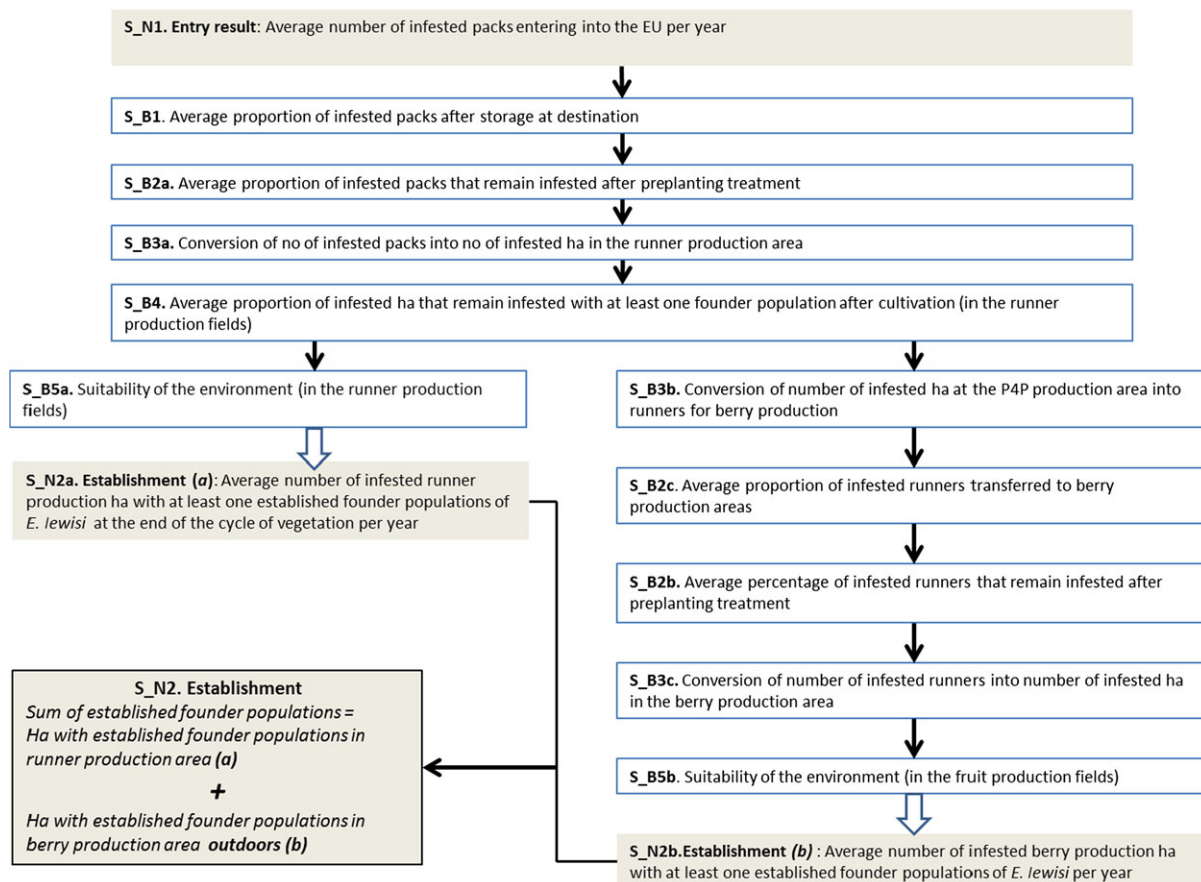 S_N1. Entry result: Average number of infested packs entering into the EU per year
S_B1. Average proportion of infested packs after storage at destination
S_B2a. Average proportion of infested packs that remain infested after preplanting treatment
S_B3a. Conversion of no of infested packs into no of infested ha in the runner production area
S_B4. Average proportion of infested ha that remain infested with at least one founder population after cultivation (in the runner
production fields)
S_B5a. Suitability of the environment (in the runner production
fields)
S_N2a. Establishment (a): Average number of infested runner
production ha with at least one established founder populations of
E. lewisi at the end of the cycle of vegetation per year
S_B3b. Conversion of number of infested ha at the P4P production area into
runners for berry production
S_B2c. Average proportion of infested runners transferred to berry
production areas
S_B2b. Average percentage of infested runners that remain infested after
preplanting treatment
S_B3c. Conversion of number of infested runners into number of infested ha
in the berry production area
S_B5b. Suitability of the environment (in the fruit production fields)
S_N2b.Establishment (b) : Average number of infested berry production ha
with at least one established founder populations of E. lewisi per year
S_N2. Establishment
Sum of established founder populations =
Ha with established founder populations in
runner production area (a)
+
Ha with established founder populations in
berry production area outdoors (b)